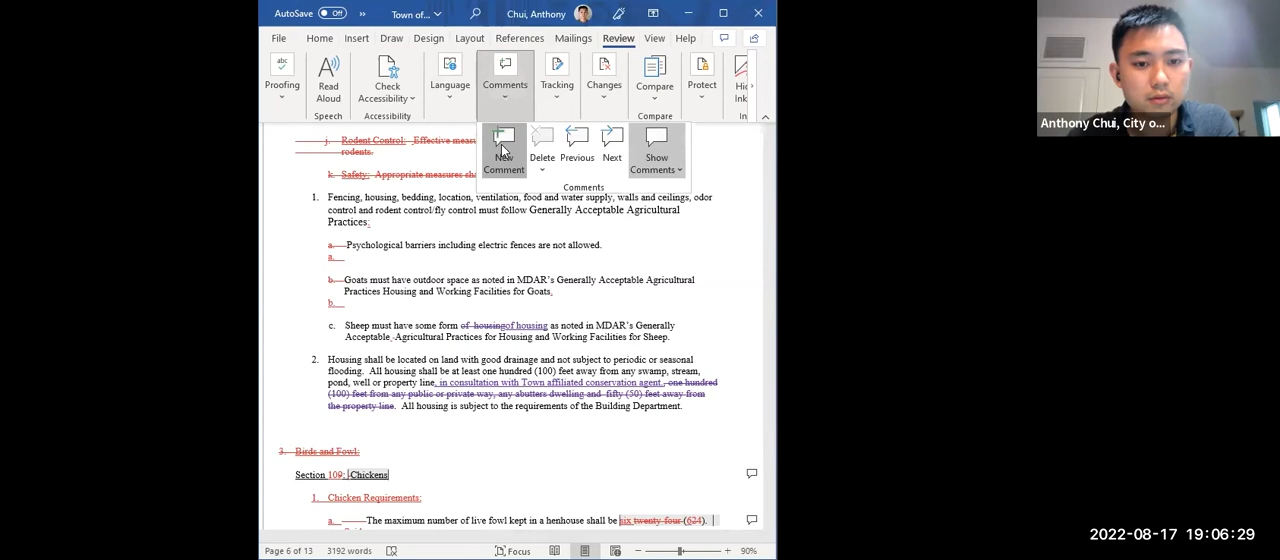 AutoSave Off » Town of... Chui, Anthony
File Home Insert Draw Design Layout References Mailings Review View Help
Proofing Read Aloud Check Accessibility Language Comments Tracking Changes Compare Protect
Speech Accessibility Compare
New Comment Delete Previous Next Show Comments
Comments
j. Rodent Control: Effective
rodents.
k. Safety: Appropriate measures
1. Fencing, housing, bedding, location, ventilation, food and water supply, walls and ceilings, odor
control and rodent control/fly control must follow Generally Acceptable Agricultural
Practices:
a. Psychological barriers including electric fences are not allowed.
a.
b. Goats must have outdoor space as noted in MDAR's Generally Acceptable Agricultural
Practices Housing and Working Facilities for Goats.
b.
c. Sheep must have some form of housingof housing as noted in MDAR's Generally
Acceptable Agricultural Practices for Housing and Working Facilities for Sheep.
2. Housing shall be located on land with good drainage and not subject to periodic or seasonal
flooding. All housing shall be at least one hundred (100) feet away from any swamp, stream,
pond, well or property line, in consultation with Town affiliated conservation agent., one hundred
(100) feet from any public or private way, any abutters dwelling and fifty (50) feet away from
the property line. All housing is subject to the requirements of the Building Department.
3. Birds and Fowl:
Section 109: Chickens
1. Chicken Requirements:
a. The maximum number of live fowl kept in a henhouse shall be six twenty-four (624).
Page 6 of 13 3192 words Focus 90%
Anthony Chui, City o...
2022-08-17 19:06:29